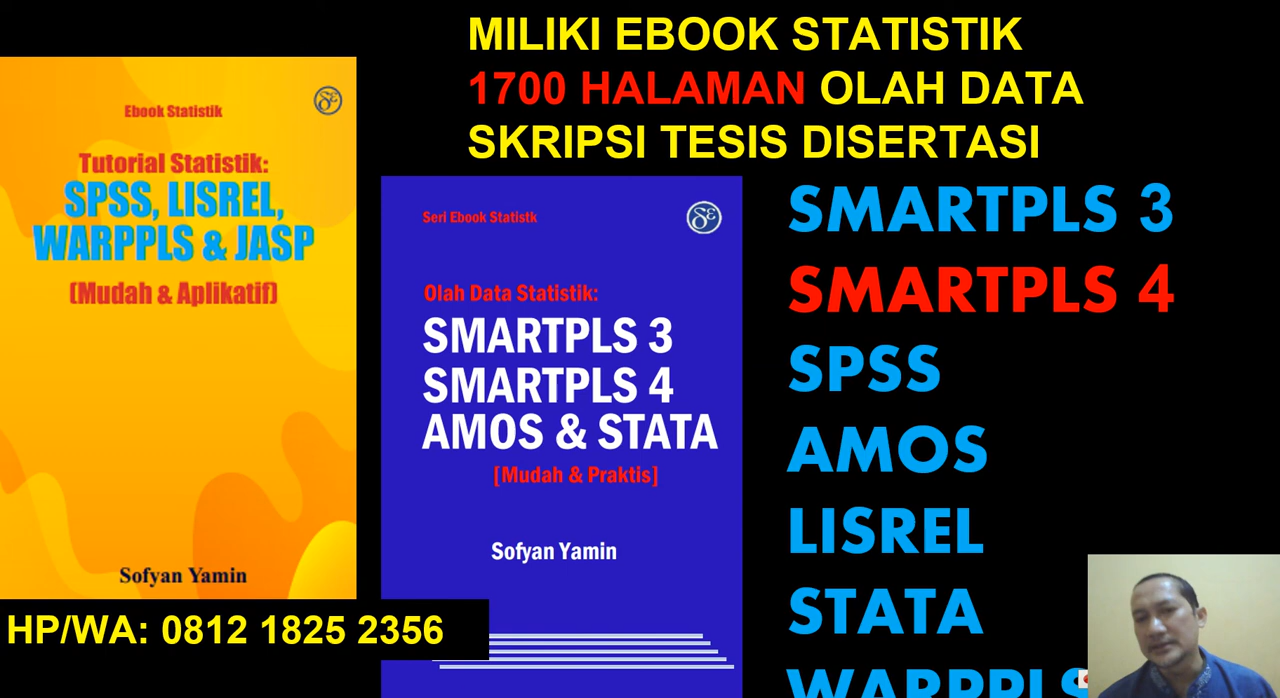 MILIKI EBOOK STATISTIK
1700 HALAMAN OLAH DATA
SKRIPSI TESIS DISERTASI
Ebook Statistik
Tutorial Statistik:
SPSS, LISREL,
WARPPLS & JASP
(Mudah & Aplikatif)
Sofyan Yamin
HP/WA: 0812 1825 2356
Seri Ebook Statistk
Olah Data Statistik:
SMARTPLS 3
SMARTPLS 4
AMOS & STATA
[Mudah & Praktis]
Sofyan Yamin
SMARTPLS 3
SMARTPLS 4
SPSS
AMOS
LISREL
STATA
WARPPLS